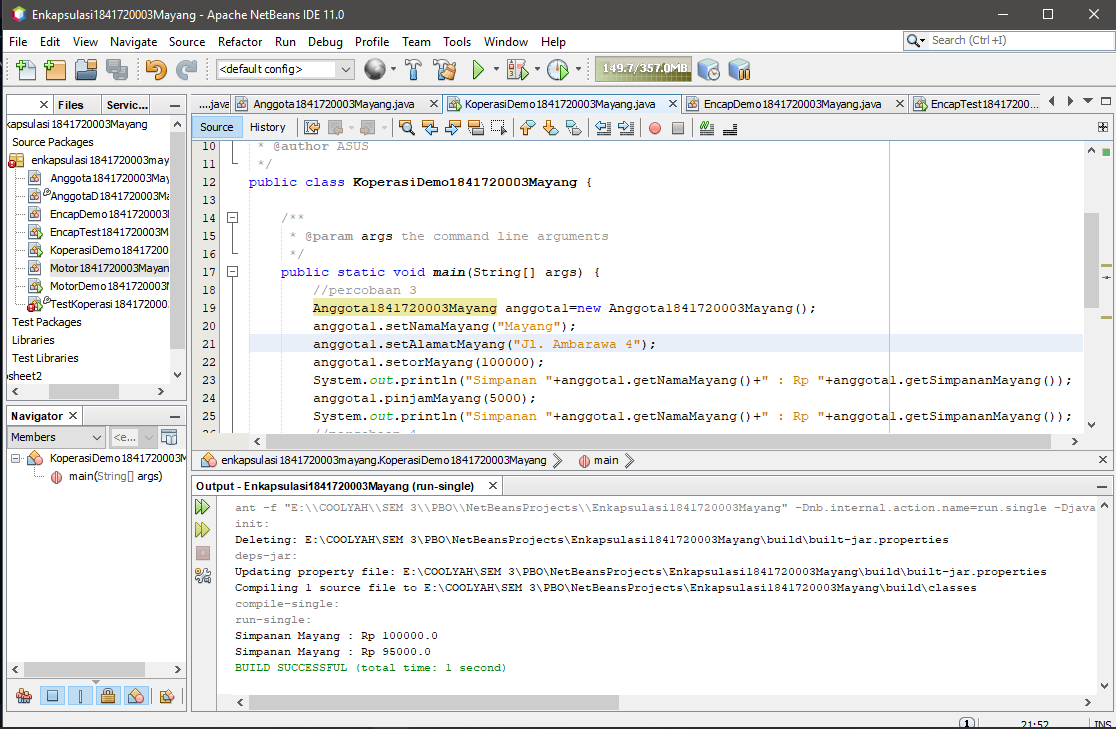 Enkapsulasi1841720003Mayang - Apache NetBeans IDE 11.0
File Edit View Navigate Source Refactor Run Debug Profile Team Tools Window Help
Search (Ctrl+I)
<default config>
149.7/357.0MB
Files Servic...
....java Anggota1841720003Mayang.java KoperasiDemo1841720003Mayang.java EncapDemo1841720003Mayang.java EncapTest18417200...
Source History
kapsulasi1841720003Mayang
Source Packages
enkapsulasi1841720003may
Anggota1841720003May
AnggotaD1841720003Ma
EncapDemo1841720003M
EncapTest1841720003M
KoperasiDemo18417200
Motor1841720003Mayan
MotorDemo1841720003M
TestKoperasi184172000
Test Packages
Libraries
Test Libraries
sheet2
10 * @author ASUS
11 */
12 public class KoperasiDemo1841720003Mayang {
13
14 /**
15 * @param args the command line arguments
16 */
17 public static void main(String[] args) {
18 //percobaan 3
19 Anggota1841720003Mayang anggota1=new Anggota1841720003Mayang();
20 anggota1.setNamaMayang("Mayang");
21 anggota1.setAlamatMayang("Jl. Ambarawa 4");
22 anggota1.setorMayang(100000);
23 System.out.println("Simpanan "+anggota1.getNamaMayang()+" : Rp "+anggota1.getSimpananMayang());
24 anggota1.pinjamMayang(5000);
25 System.out.println("Simpanan "+anggota1.getNamaMayang()+" : Rp "+anggota1.getSimpananMayang());
enkapsulasi1841720003mayang.KoperasiDemo1841720003Mayang main
Navigator
Members <e...
KoperasiDemo1841720003M
main(String[] args)
Output - Enkapsulasi1841720003Mayang (run-single)
ant -f "E:\\COOLYAH\\SEM 3\\PBO\\NetBeansProjects\\Enkapsulasi1841720003Mayang" -Dnb.internal.action.name=run.single -Djava
init:
Deleting: E:\COOLYAH\SEM 3\PBO\NetBeansProjects\Enkapsulasi1841720003Mayang\build\built-jar.properties
deps-jar:
Updating property file: E:\COOLYAH\SEM 3\PBO\NetBeansProjects\Enkapsulasi1841720003Mayang\build\built-jar.properties
Compiling 1 source file to E:\COOLYAH\SEM 3\PBO\NetBeansProjects\Enkapsulasi1841720003Mayang\build\classes
compile-single:
run-single:
Simpanan Mayang : Rp 100000.0
Simpanan Mayang : Rp 95000.0
BUILD SUCCESSFUL (total time: 1 second)
1 21:52 INS